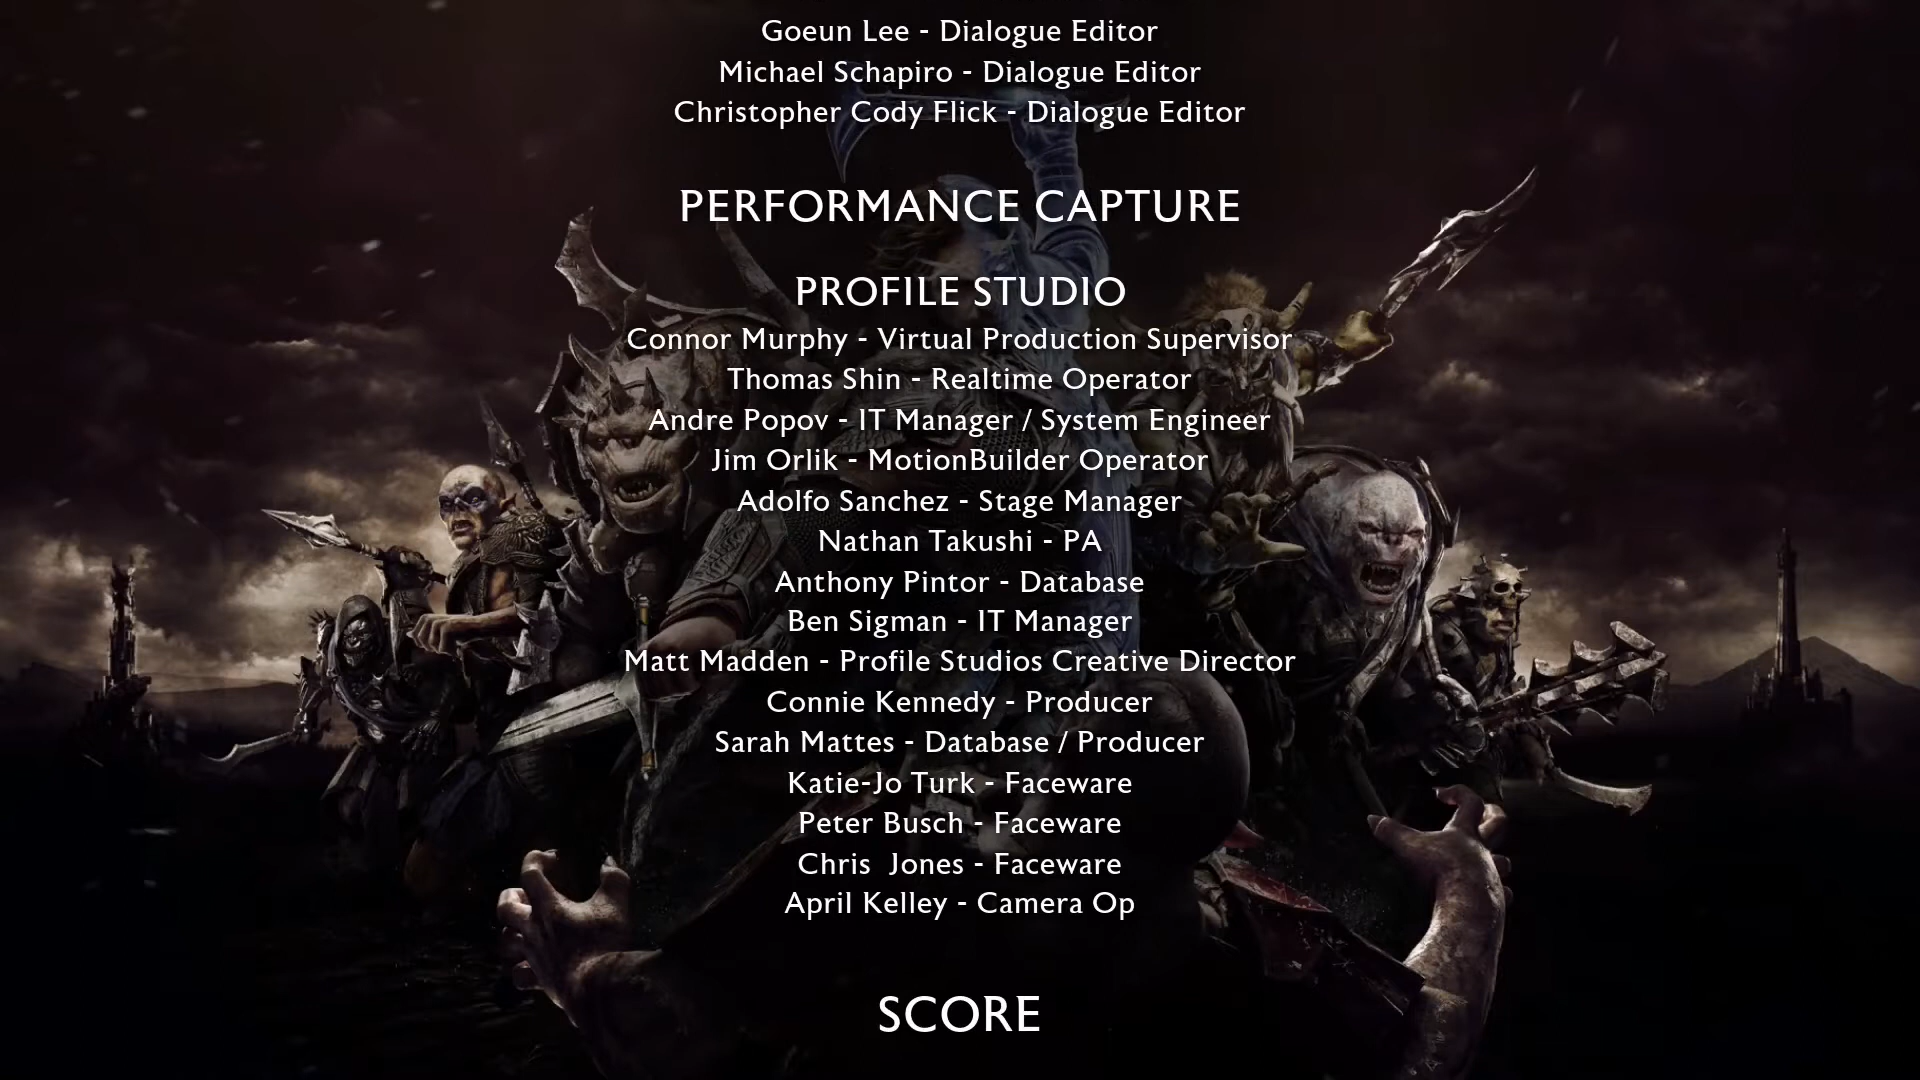 Goeun Lee - Dialogue Editor
Michael Schapiro - Dialogue Editor
Christopher Cody Flick - Dialogue Editor
PERFORMANCE CAPTURE
PROFILE STUDIO
Connor Murphy - Virtual Production Supervisor
Thomas Shin - Realtime Operator
Andre Popov - IT Manager / System Engineer
Jim Orlik - MotionBuilder Operator
Adolfo Sanchez - Stage Manager
Nathan Takushi - PA
Anthony Pintor - Database
Ben Sigman - IT Manager
Matt Madden - Profile Studios Creative Director
Connie Kennedy - Producer
Sarah Mattes - Database / Producer
Katie-Jo Turk - Faceware
Peter Busch - Faceware
Chris  Jones - Faceware
April Kelley - Camera Op
SCORE